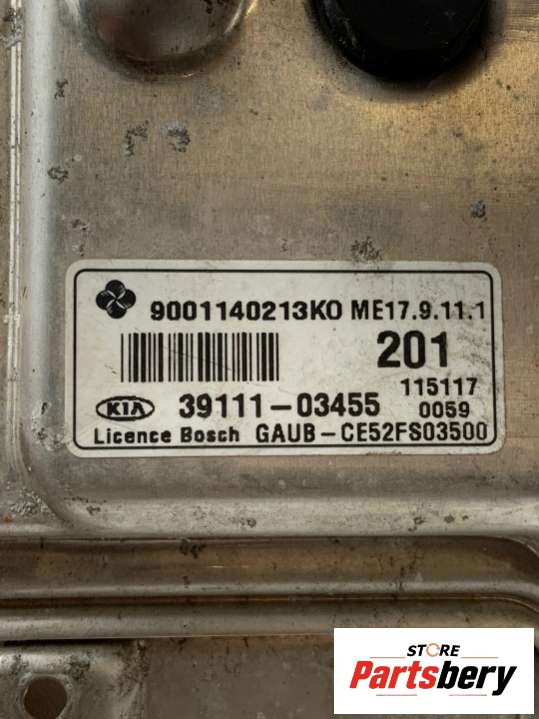 9001140213KO ME17.9.11.1
201
115117
KIA 39111-03455 0059
Licence Bosch GAUB-CE52FS03500
STORE
Partsbery